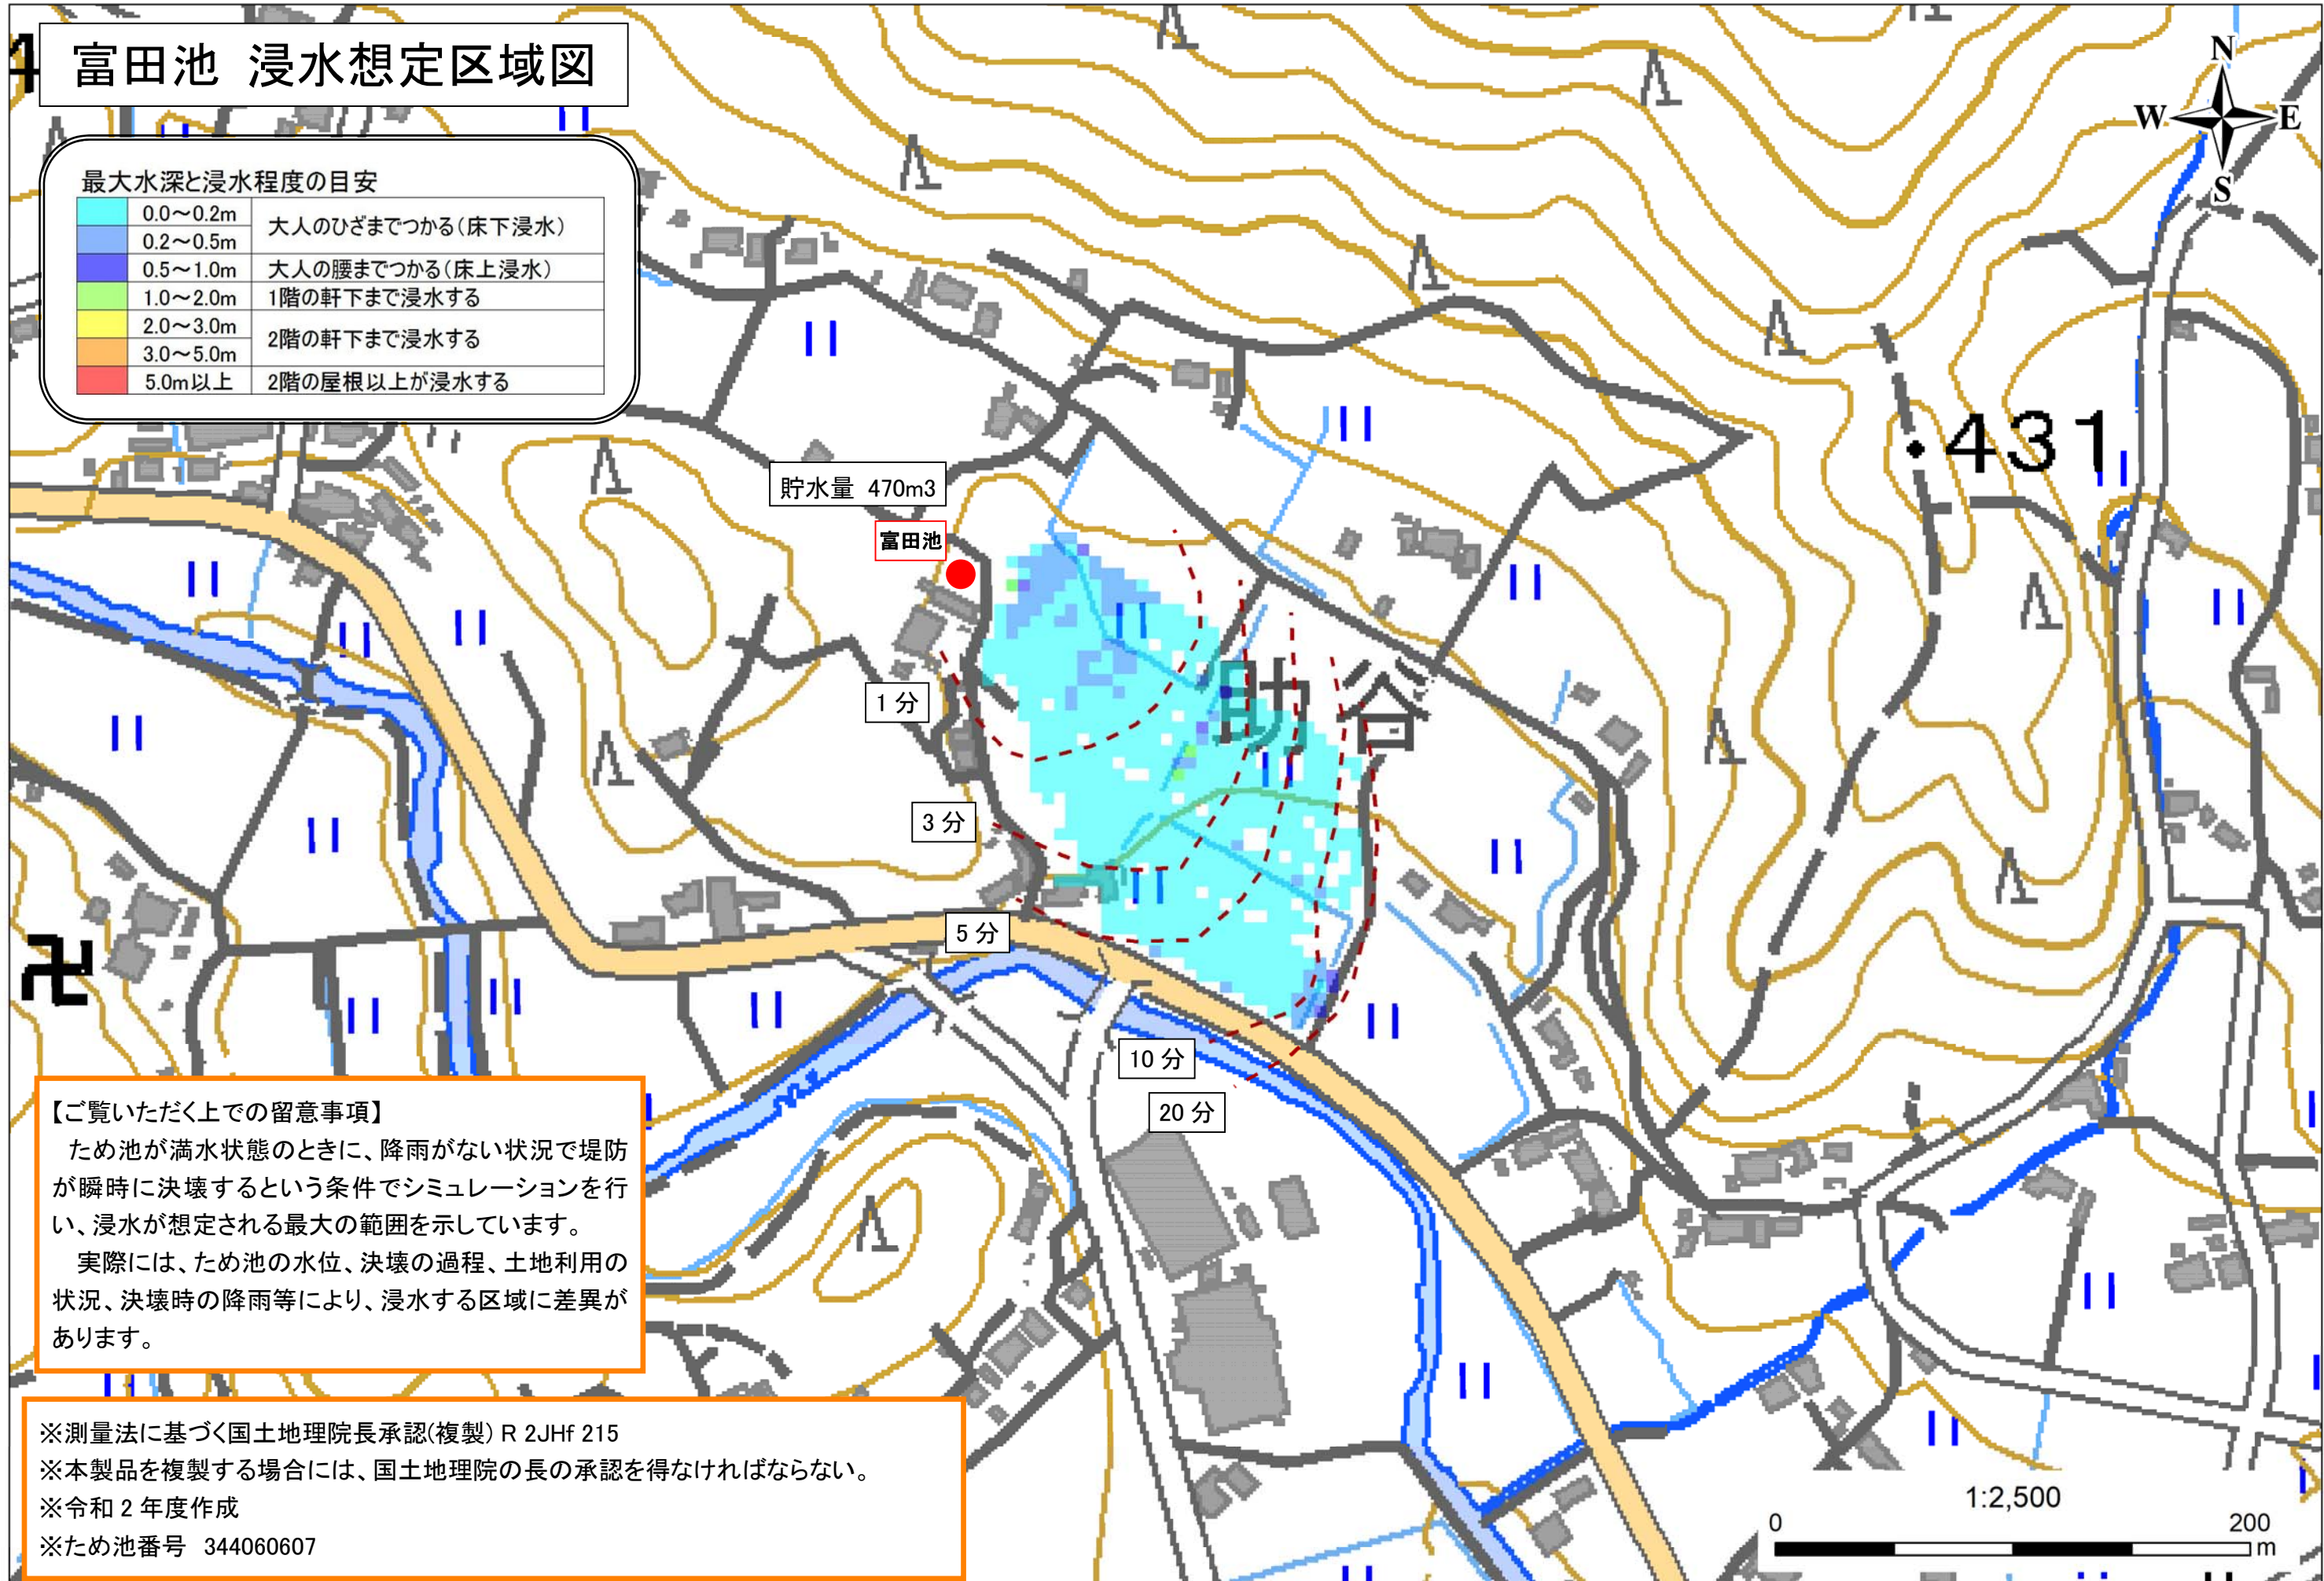 富田池 浸水想定区域図
N
W
E
S
最大水深と浸水程度の目安
0.0～0.2m
大人のひざまでつかる(床下浸水)
0.2～0.5m
0.5～1.0m 大人の腰までつかる(床上浸水)
1.0～2.0m 1階の軒下まで浸水する
2.0～3.0m
2階の軒下まで浸水する
3.0～5.0m
5.0m以上 2階の屋根以上が浸水する
431
貯水量 470m3
富田池
助谷
1分
3分
5分
10分
20分
【ご覧いただく上での留意事項】
ため池が満水状態のときに、降雨がない状況で堤防
が瞬時に決壊するという条件でシミュレーションを行
い、浸水が想定される最大の範囲を示しています。
実際には、ため池の水位、決壊の過程、土地利用の
状況、決壊時の降雨等により、浸水する区域に差異が
あります。
※測量法に基づく国土地理院長承認(複製) R 2JHf 215
※本製品を複製する場合には、国土地理院の長の承認を得なければならない。
※令和2年度作成
※ため池番号 344060607
1:2,500
0
200
m